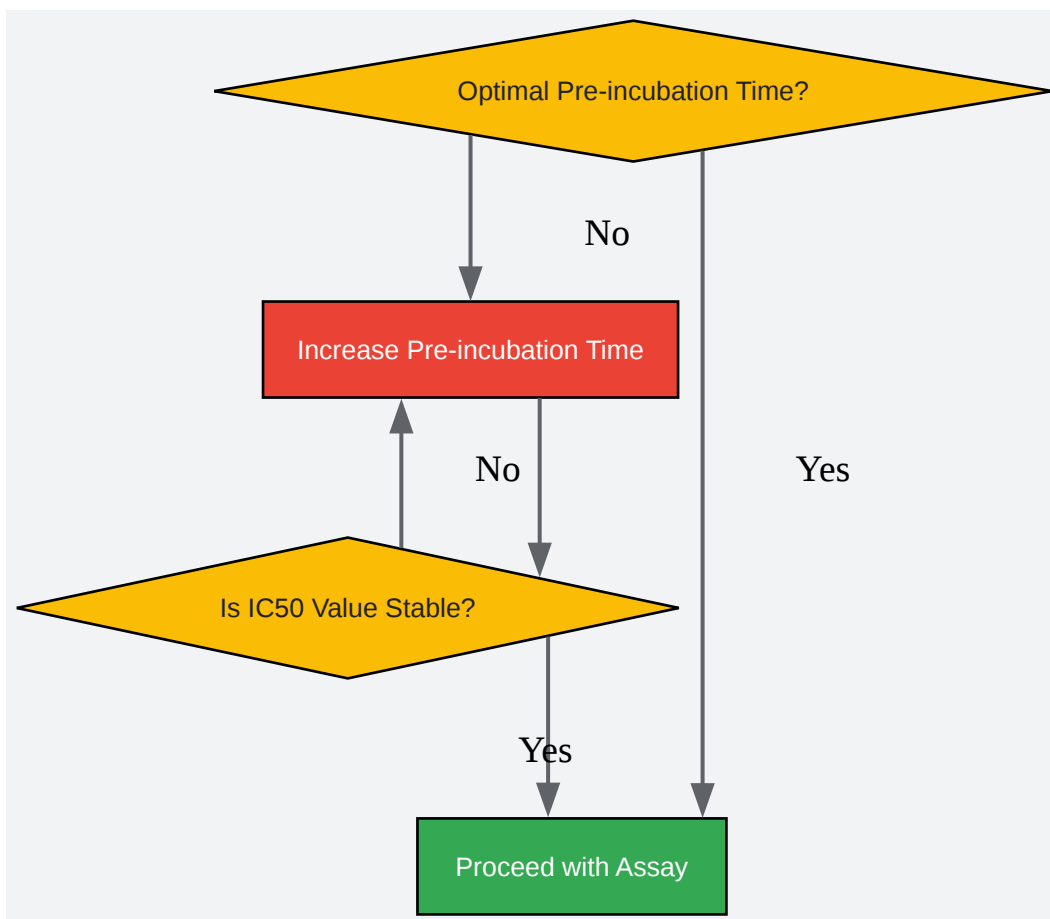 Optimal Pre-incubation Time?
No
Increase Pre-incubation Time
No
Yes
Is IC50 Value Stable?
Yes
Proceed with Assay